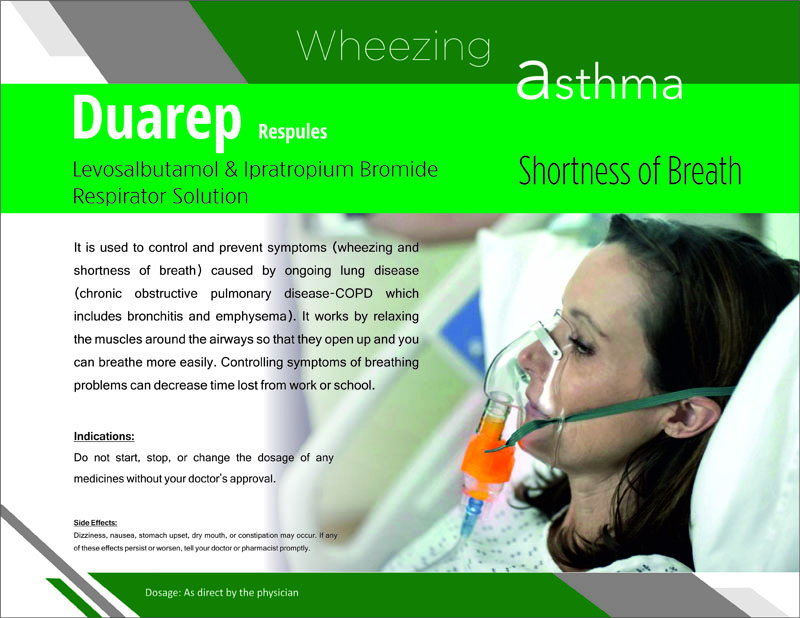 Wheezing
asthma
Duarep Respules
Levosalbutamol & Ipratropium Bromide
Respirator Solution
Shortness of Breath
It is used to control and prevent symptoms (wheezing and
shortness of breath) caused by ongoing lung disease
(chronic obstructive pulmonary disease-COPD which
includes bronchitis and emphysema). It works by relaxing
the muscles around the airways so that they open up and you
can breathe more easily. Controlling symptoms of breathing
problems can decrease time lost from work or school.
Indications:
Do not start, stop, or change the dosage of any
medicines without your doctor's approval.
Side Effects:
Dizziness, nausea, stomach upset, dry mouth, or constipation may occur. If any
of these effects persist or worsen, tell your doctor or pharmacist promptly.
Dosage: As direct by the physician